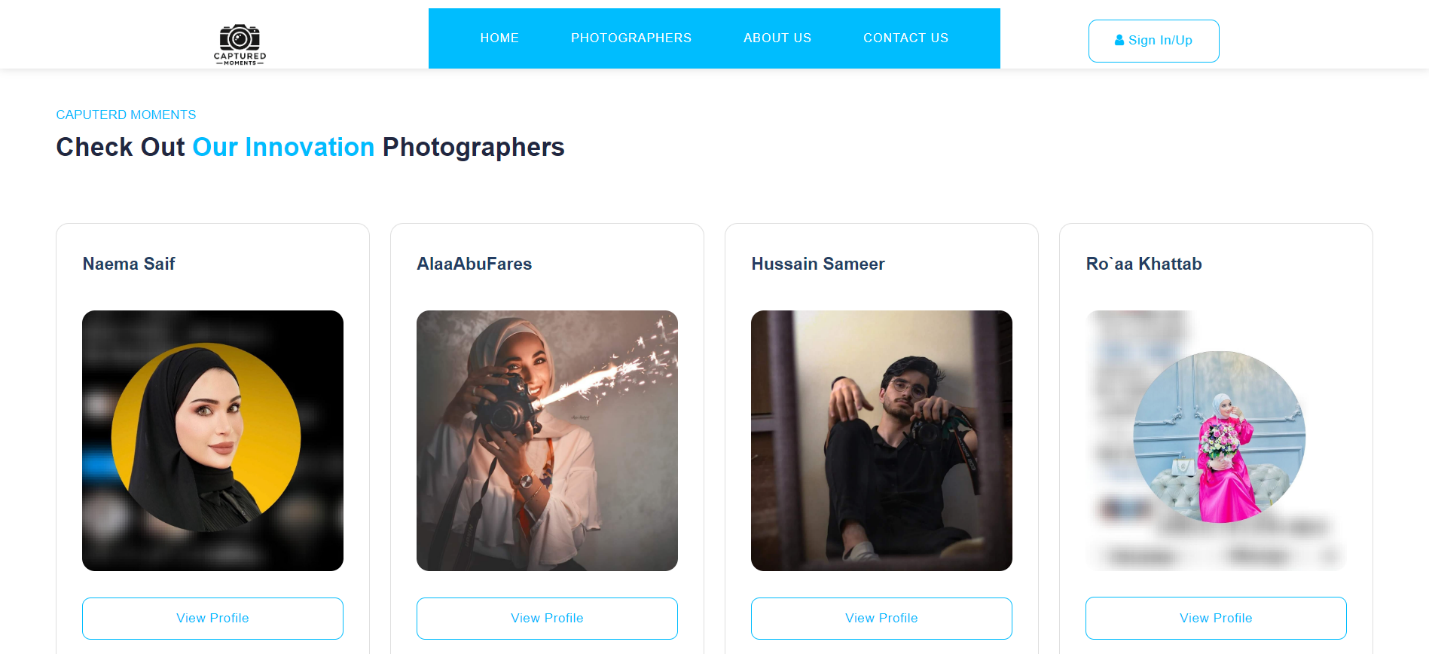 CAPTURED
MOMENTS
HOME
PHOTOGRAPHERS
ABOUT US
CONTACT US
Sign In/Up
CAPUTERD MOMENTS
Check Out Our Innovation Photographers
Naema Saif
AlaaAbuFares
Hussain Sameer
Ro`aa Khattab
View Profile
View Profile
View Profile
View Profile